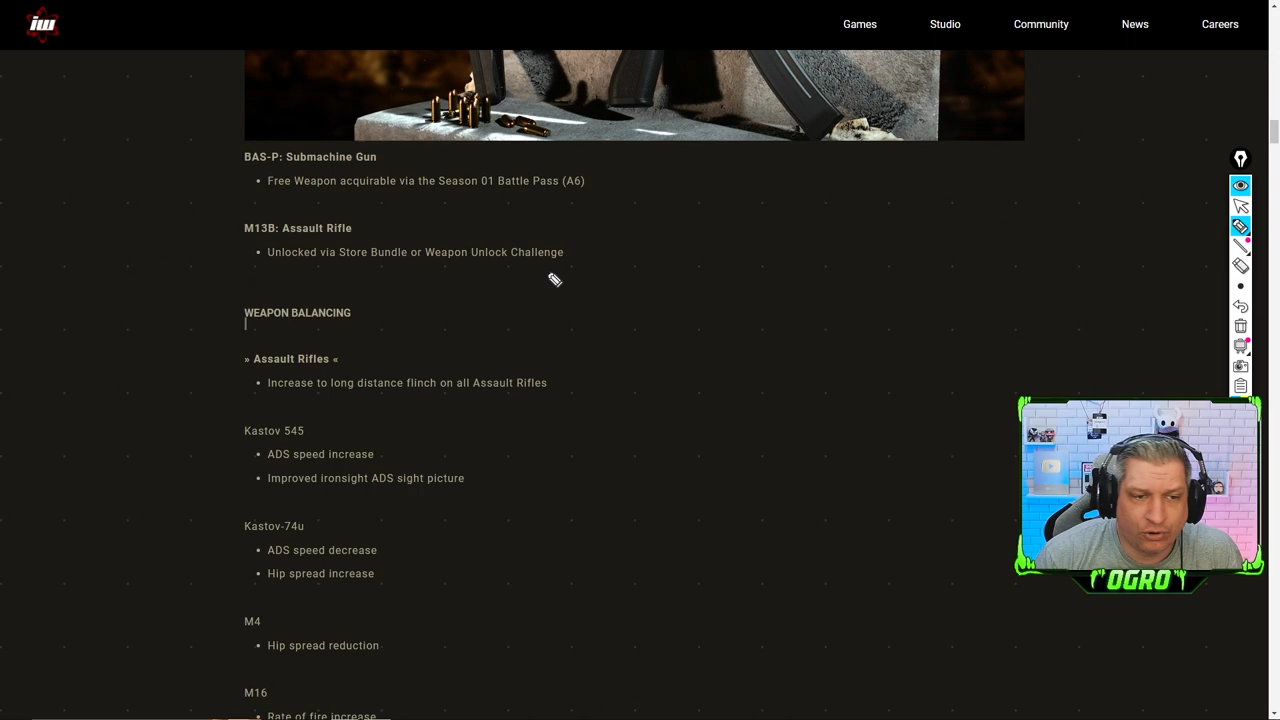 iw
Games
Studio
Community
News
Careers
BAS-P: Submachine Gun
• Free Weapon acquirable via the Season 01 Battle Pass (A6)
M13B: Assault Rifle
• Unlocked via Store Bundle or Weapon Unlock Challenge
WEAPON BALANCING
» Assault Rifles «
• Increase to long distance flinch on all Assault Rifles
Kastov 545
• ADS speed increase
• Improved ironsight ADS sight picture
Kastov-74u
• ADS speed decrease
• Hip spread increase
M4
• Hip spread reduction
M16
• Rate of fire increase
OGRO